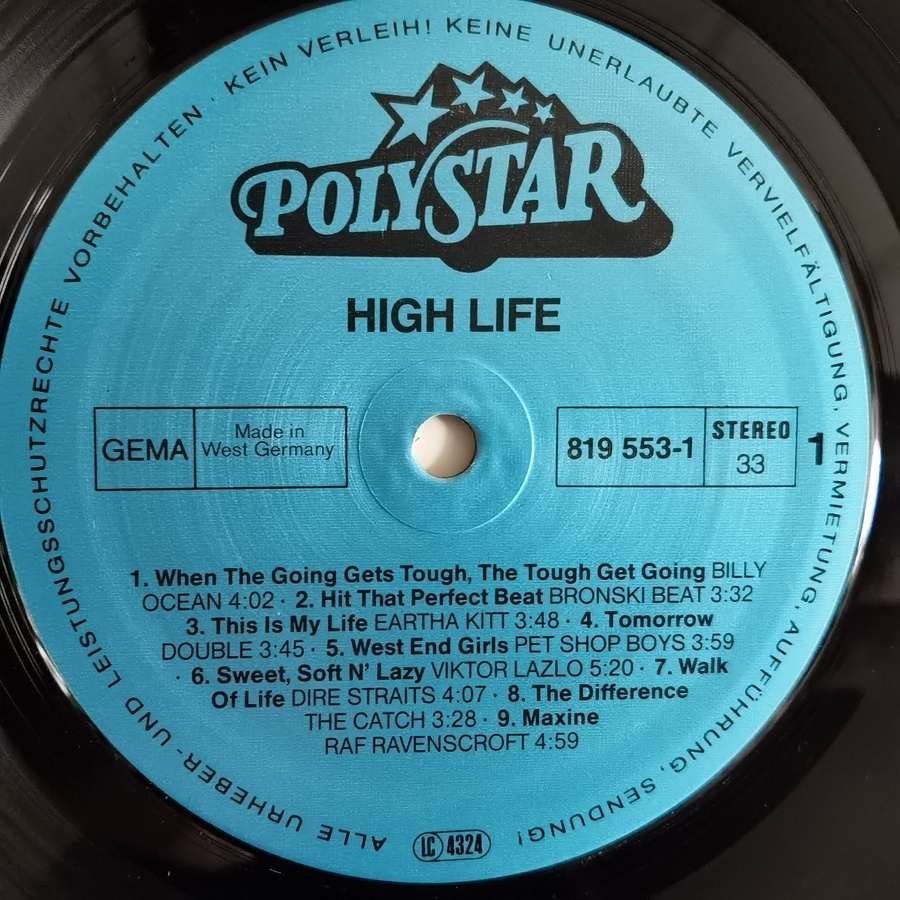 ALLE URHEBER- UND LEISTUNGSSCHUTZRECHTE VORBEHALTEN · KEIN VERLEIH! KEINE UNERLAUBTE VERVIELFÄLTIGUNG, VERMIETUNG, AUFFÜHRUNG, SENDUNG!
POLYSTAR
HIGH LIFE
GEMA
Made in
West Germany
819 553-1
STEREO
33
1
1. When The Going Gets Tough, The Tough Get Going BILLY
OCEAN 4:02 · 2. Hit That Perfect Beat BRONSKI BEAT 3:32
3. This Is My Life EARTHA KITT 3:48 · 4. Tomorrow
DOUBLE 3:45 · 5. West End Girls PET SHOP BOYS 3:59
· 6. Sweet, Soft N' Lazy VIKTOR LAZLO 5:20 · 7. Walk
Of Life DIRE STRAITS 4:07 · 8. The Difference
THE CATCH 3:28 · 9. Maxine
RAF RAVENSCROFT 4:59
LC 4324